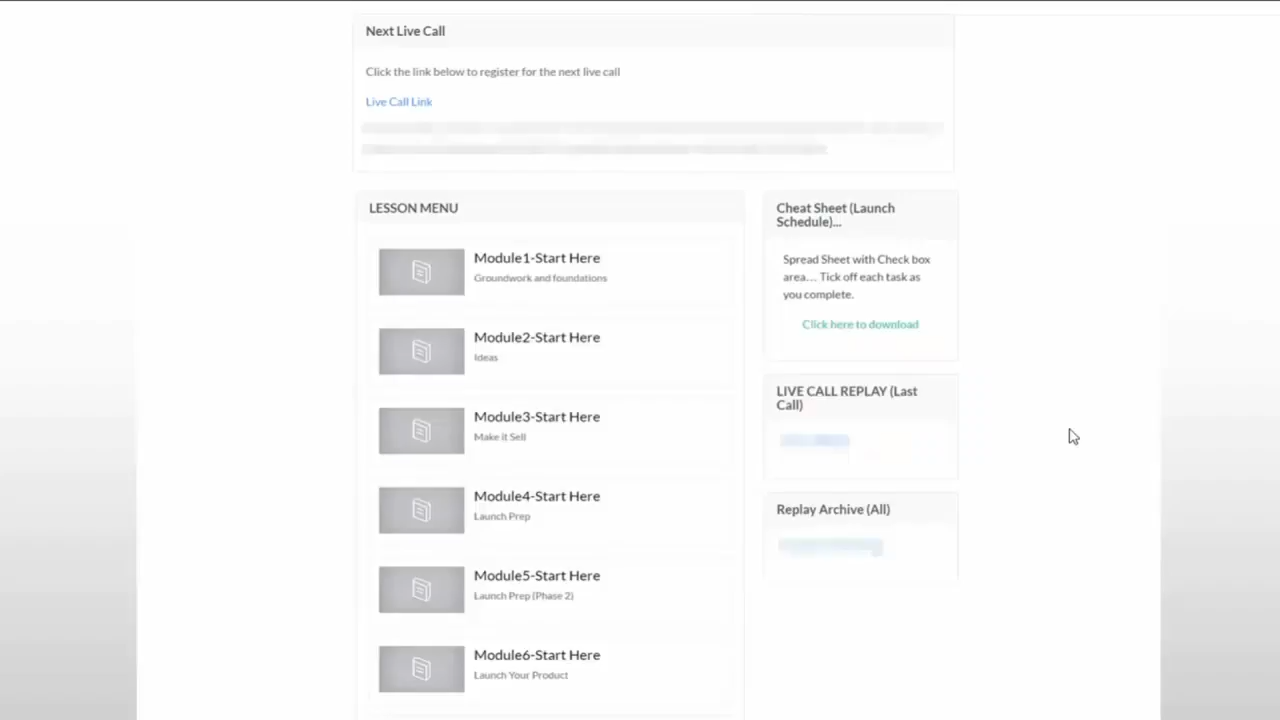 Next Live Call
Click the link below to register for the next live call
Live Call Link
LESSON MENU
Module1-Start Here
Groundwork and foundations
Module2-Start Here
Ideas
Module3-Start Here
Make it Sell
Module4-Start Here
Launch Prep
Module5-Start Here
Launch Prep (Phase 2)
Module6-Start Here
Launch Your Product
Cheat Sheet (Launch
Schedule)...
Spread Sheet with Check box
area.... Tick off each task as
you complete.
Click here to download
LIVE CALL REPLAY (Last
Call)
Replay Archive (All)